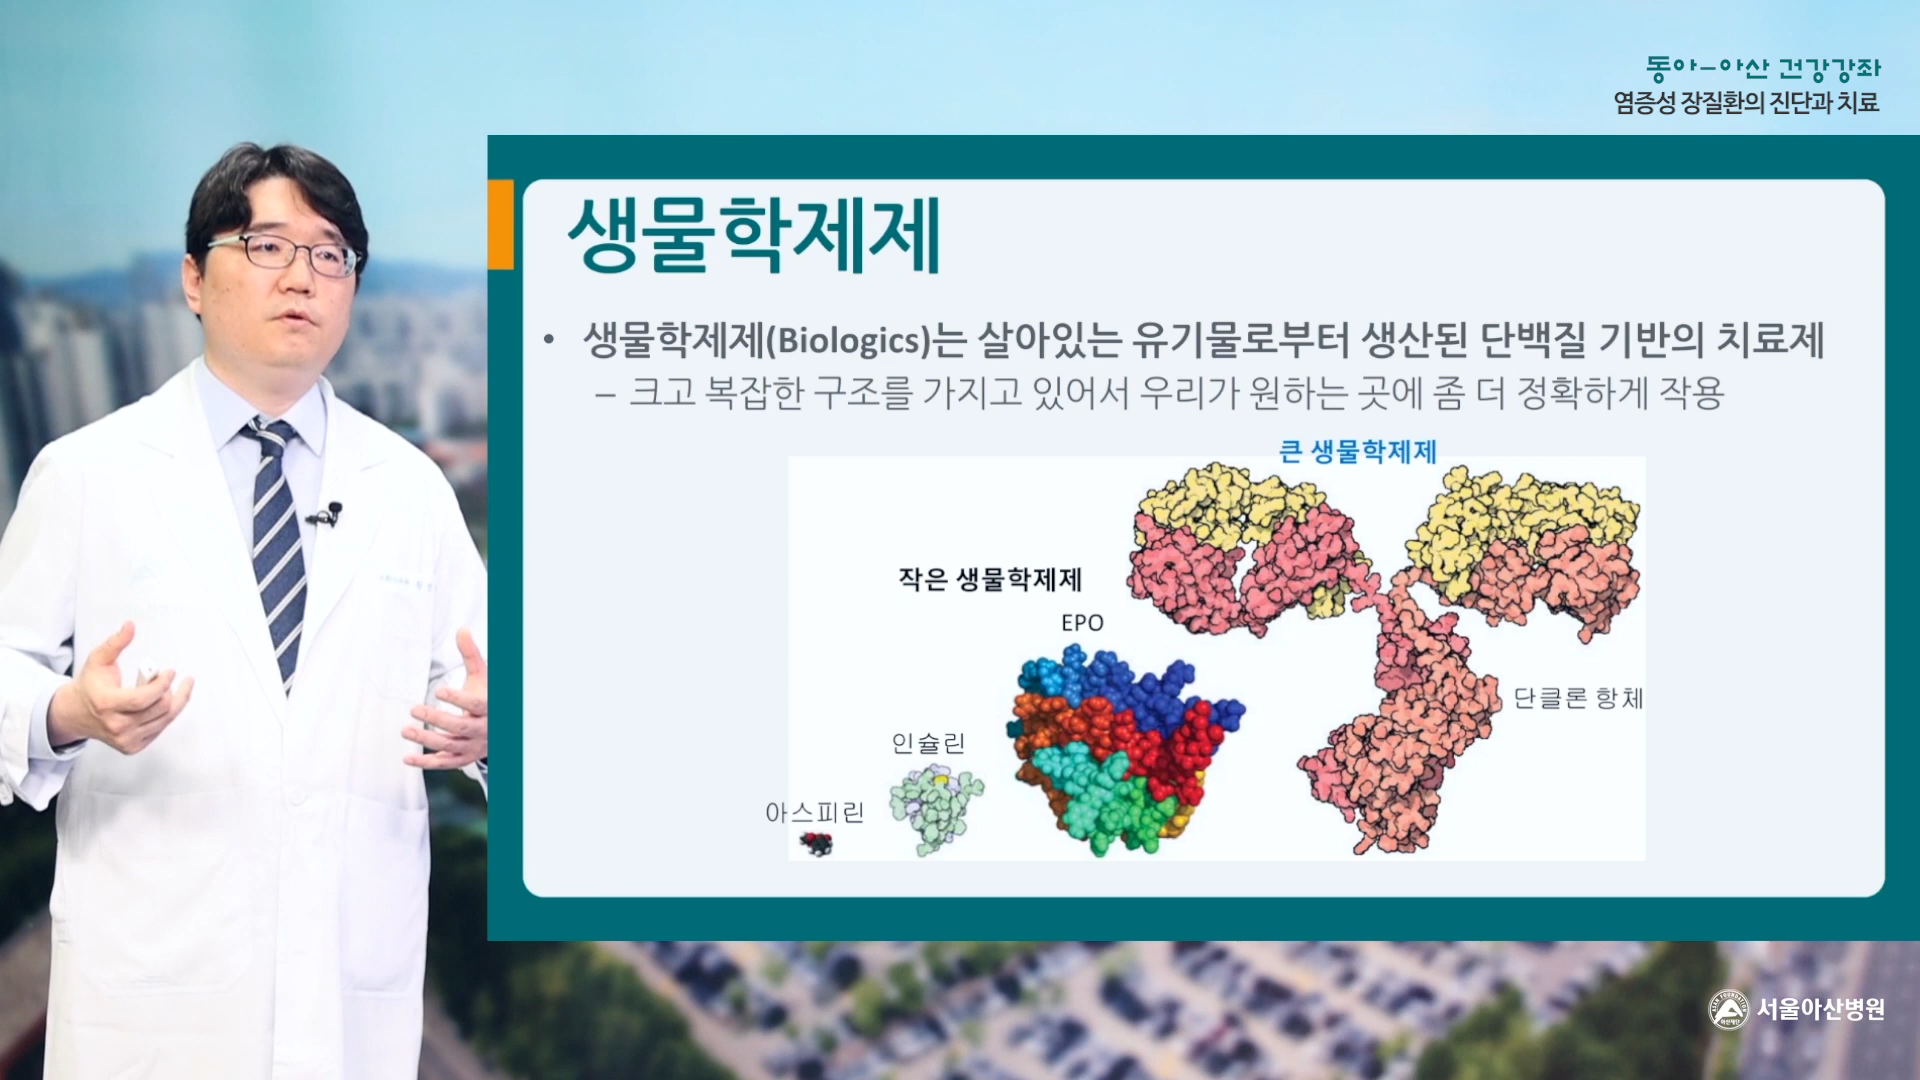 동아-아산 건강강좌
염증성 장질환의 진단과 치료
생물학제제
• 생물학제제(Biologics)는 살아있는 유기물로부터 생산된 단백질 기반의 치료제
– 크고 복잡한 구조를 가지고 있어서 우리가 원하는 곳에 좀 더 정확하게 작용
큰 생물학제제
작은 생물학제제
EPO
단클론 항체
인슐린
아스피린
서울아산병원